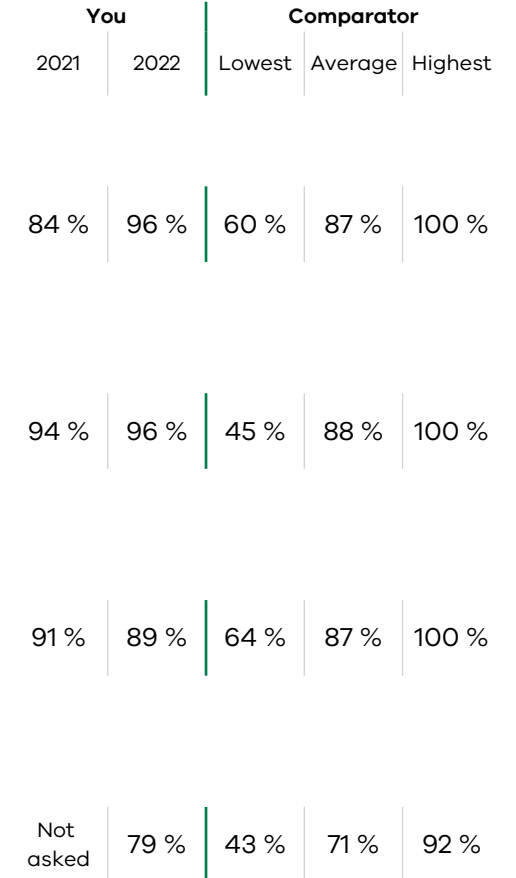 You Comparator
2021 2022 Lowest Average Highest
84 % 96 % 60 % 87 % 100 %
94 % 96 % 45 % 88 % 100 %
91 % 89 % 64 % 87 % 100 %
Not
asked 79 % 43 % 71 % 92 %